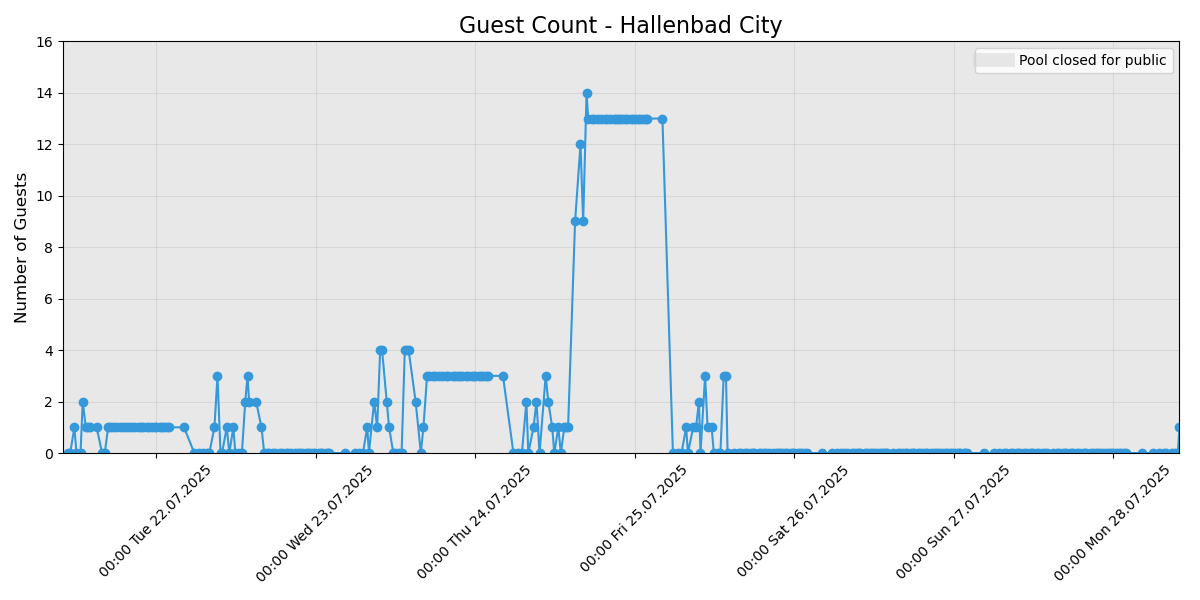 Guest Count - Hallenbad City
Pool closed for public
Number of Guests
16
14
12
10
8
6
4
2
0
00:00 Tue 22.07.2025
00:00 Wed 23.07.2025
00:00 Thu 24.07.2025
00:00 Fri 25.07.2025
00:00 Sat 26.07.2025
00:00 Sun 27.07.2025
00:00 Mon 28.07.2025